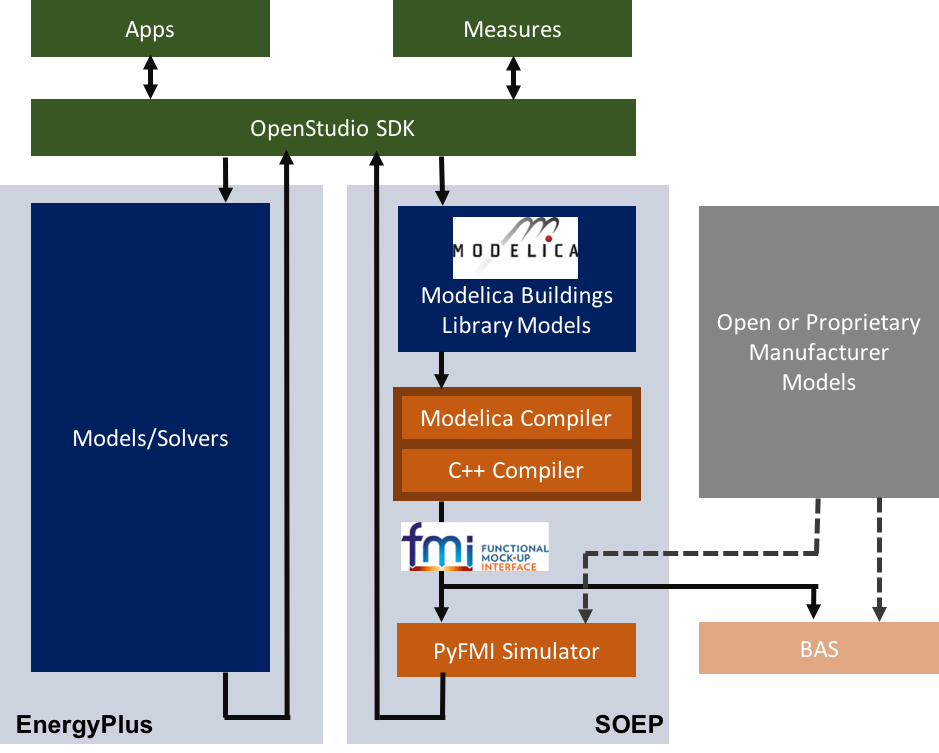 Apps
Measures
OpenStudio SDK
MODELICA
Modelica Buildings
Library Models
Open or Proprietary
Manufacturer
Models
Models/Solvers
Modelica Compiler
C++ Compiler
fmi FUNCTIONAL
MOCK-UP
INTERFACE
PyFMI Simulator
BAS
EnergyPlus
SOEP